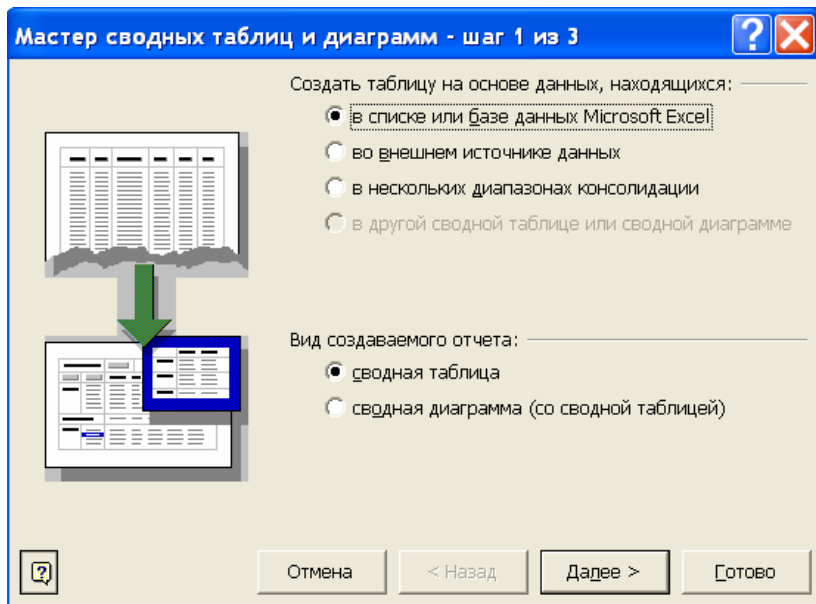 Мастер сводных таблиц и диаграмм - шаг 1 из 3
Создать таблицу на основе данных, находящихся:
в списке или базе данных Microsoft Excel
во внешнем источнике данных
в нескольких диапазонах консолидации
в другой сводной таблице или сводной диаграмме
Вид создаваемого отчета:
сводная таблица
сводная диаграмма (со сводной таблицей)
Отмена
< Назад
Далее >
Готово